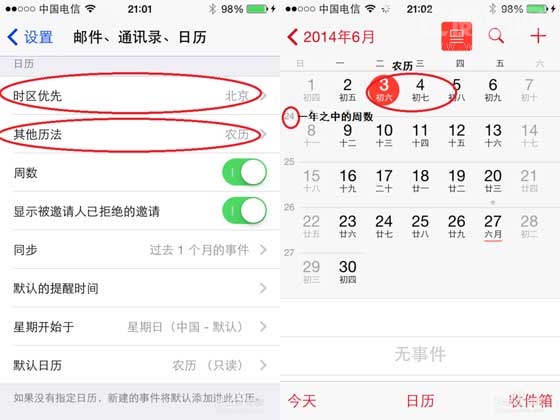 中国电信 21:01 98%
设置 邮件、通讯录、日历
日历
时区优先 北京
其他历法 农历
周数
显示被邀请人已拒绝的邀请
同步 过去 1 个月的事件
默认的提醒时间
星期开始于 星期日（中国 - 默认）
默认日历 农历 （只读）
如果没有指定日历，新建的事件将默认添加进此日历。
中国电信 21:02 98%
2014年6月
农历
日 一 二 三 四 五 六
1 2 3 4 5 6 7
初四 初五 初六 初七 初八 初九 初十
24 一年之中的周数
8 9 10 11 12 13 14
十一 十二 十三 十四 十五 十六 十七
25
15 16 17 18 19 20 21
十八 十九 二十 廿一 廿二 廿三 廿四
26
22 23 24 25 26 27 28
廿五 廿六 廿七 廿八 廿九 六月 初二
27
29 30
初三 初四
无事件
今天 日历 收件箱